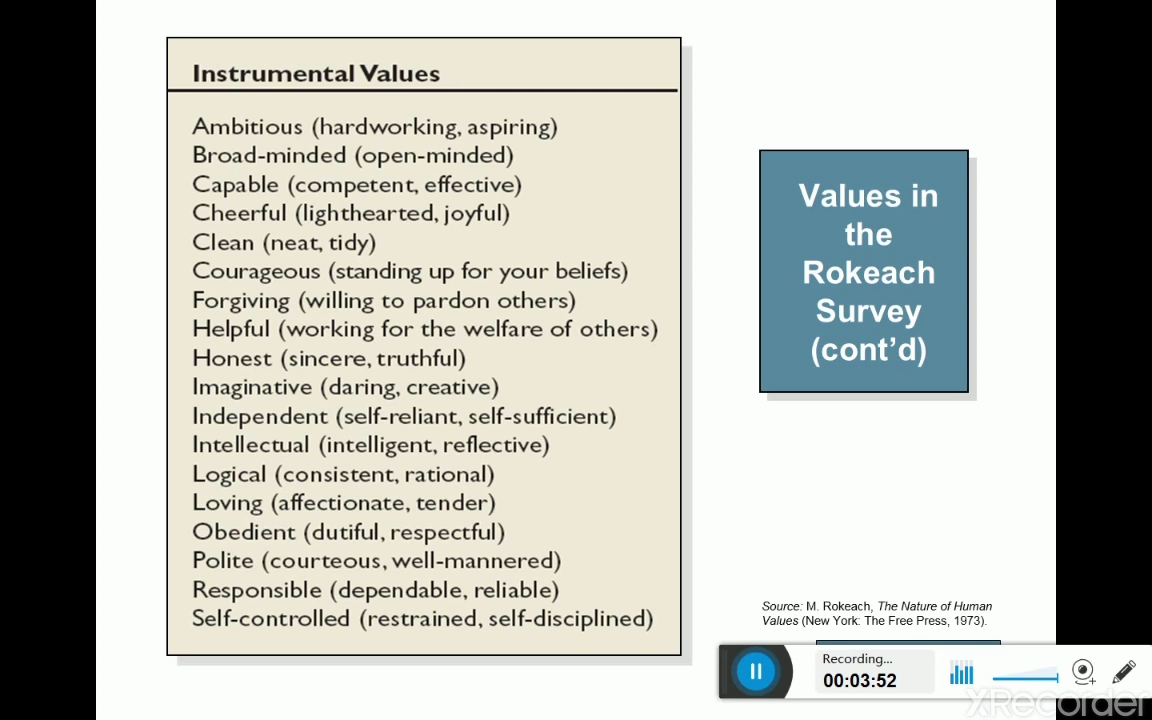 Instrumental Values
Ambitious (hardworking, aspiring)
Broad-minded (open-minded)
Capable (competent, effective)
Cheerful (lighthearted, joyful)
Clean (neat, tidy)
Courageous (standing up for your beliefs)
Forgiving (willing to pardon others)
Helpful (working for the welfare of others)
Honest (sincere, truthful)
Imaginative (daring, creative)
Independent (self-reliant, self-sufficient)
Intellectual (intelligent, reflective)
Logical (consistent, rational)
Loving (affectionate, tender)
Obedient (dutiful, respectful)
Polite (courteous, well-mannered)
Responsible (dependable, reliable)
Self-controlled (restrained, self-disciplined)
Values in
the
Rokeach
Survey
(cont’d)
Source: M. Rokeach, The Nature of Human
Values (New York: The Free Press, 1973).
Recording...
00:03:52
XRecorder